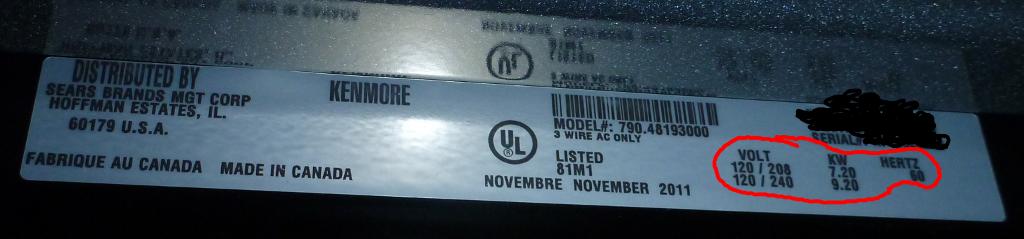 DISTRIBUTED BY
SEARS BRANDS MGT CORP
HOFFMAN ESTATES, IL.
60179 U.S.A.
FABRIQUE AU CANADA MADE IN CANADA
KENMORE
UL
LISTED
81M1
NOVEMBRE NOVEMBER 2011
MODEL#: 790.48193000
3 WIRE AC ONLY
SERIAL#
VOLT KW HERTZ
120 / 208 7.20 60
120 / 240 9.20